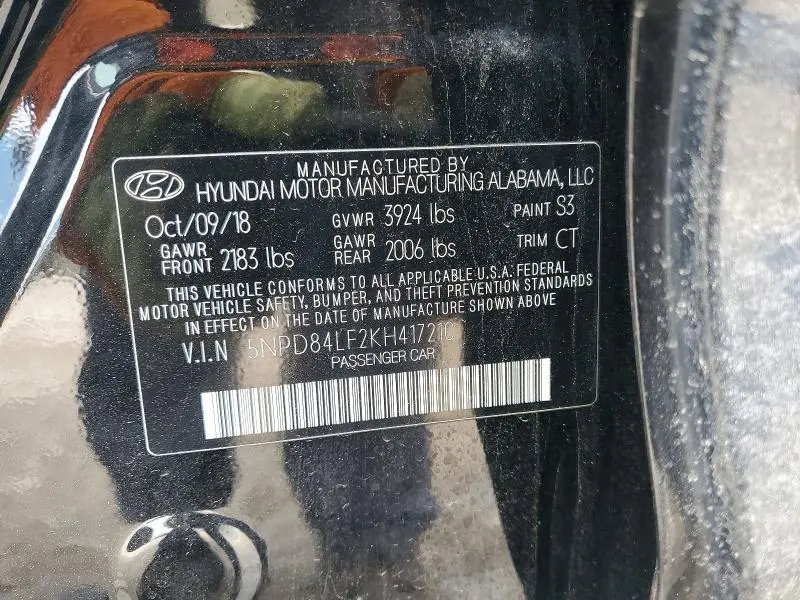 MANUFACTURED BY
HYUNDAI MOTOR MANUFACTURING ALABAMA, LLC
Oct/09/18 GVWR 3924 lbs PAINT S3
GAWR FRONT 2183 lbs GAWR REAR 2006 lbs TRIM CT
THIS VEHICLE CONFORMS TO ALL APPLICABLE U.S.A. FEDERAL
MOTOR VEHICLE SAFETY, BUMPER, AND THEFT PREVENTION STANDARDS
IN EFFECT ON THE DATE OF MANUFACTURE SHOWN ABOVE
V.I.N 5NPD84LF2KH417210
PASSENGER CAR